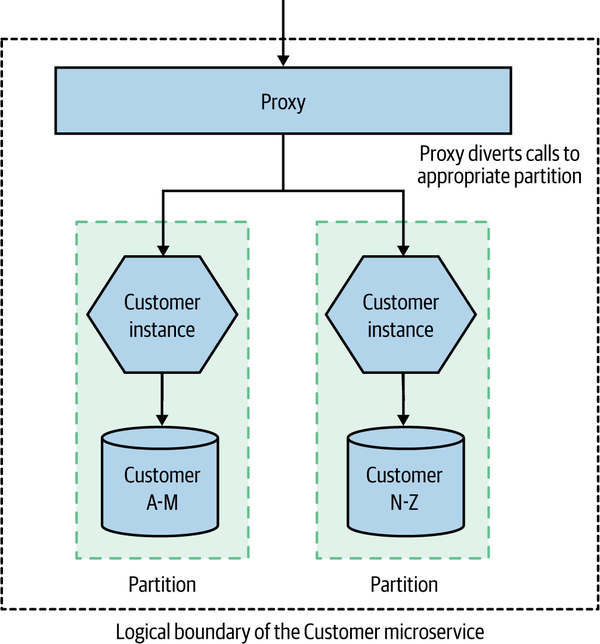 Proxy
Proxy diverts calls to
appropriate partition
Customer
instance
Customer
A-M
Partition
Customer
instance
Customer
N-Z
Partition
Logical boundary of the Customer microservice